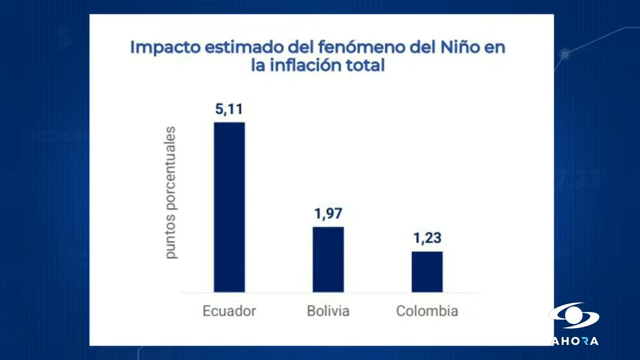 Impacto estimado del fenómeno del Niño en
la inflación total
puntos porcentuales
5,11
1,97
1,23
Ecuador
Bolivia
Colombia
AHORA